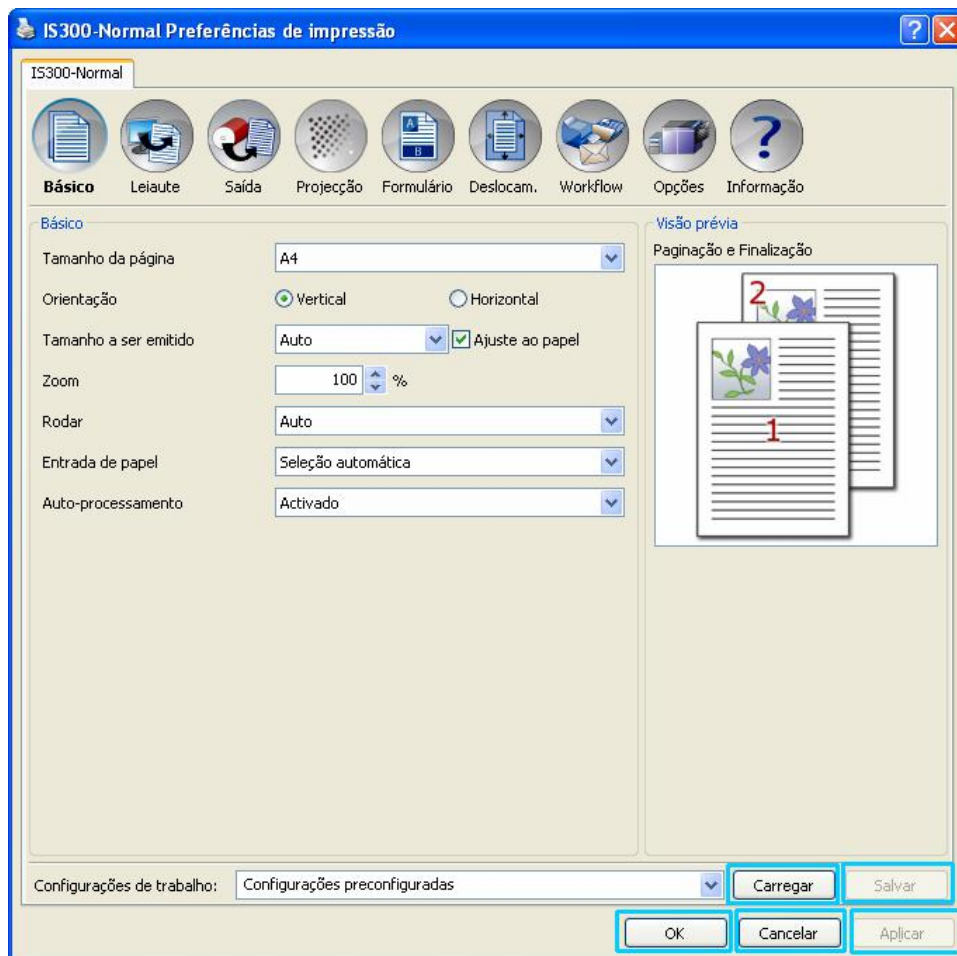 IS300-Normal Preferências de impressão
IS300-Normal
Básico Leiaute Saída Projecção Formulário Deslocam. Workflow Opções Informação
Básico
Visão prévia
Tamanho da página A4
Paginação e Finalização
Orientação Vertical Horizontal
Tamanho a ser emitido Auto Ajuste ao papel
Zoom 100 %
Rodar Auto
Entrada de papel Seleção automática
Auto-processamento Activado
2
1
Configurações de trabalho: Configurações preconfiguradas Carregar Salvar
OK Cancelar Aplicar